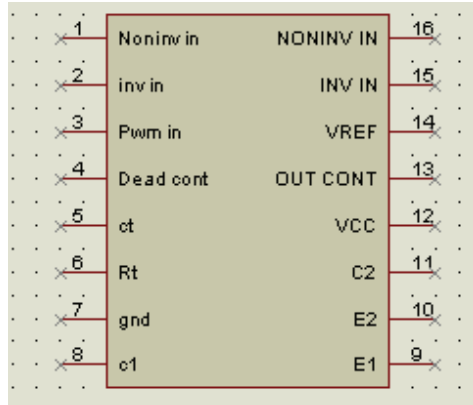 1 Noninv in NONINV IN 16
2 inv in INV IN 15
3 Pwm in VREF 14
4 Dead cont OUT CONT 13
5 ct VCC 12
6 Rt C2 11
7 gnd E2 10
8 c1 E1 9